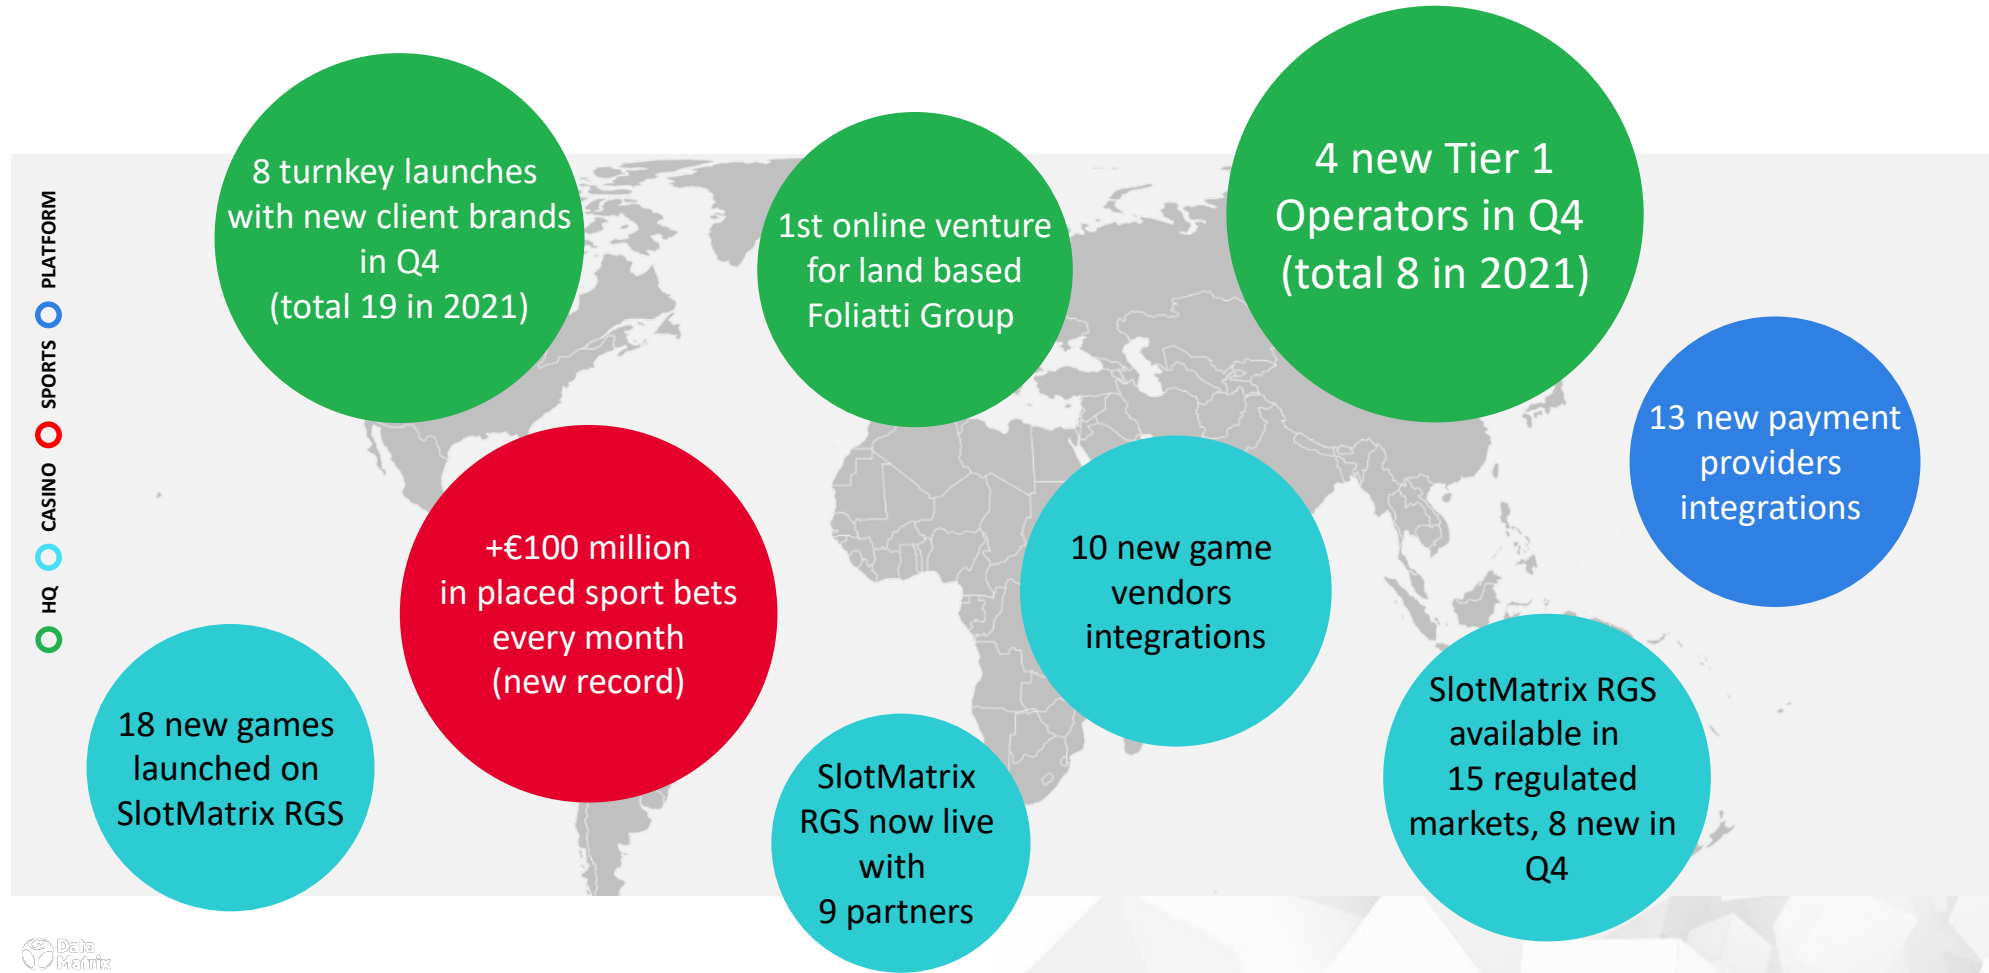 8 turnkey launches
with new client brands
in Q4
(total 19 in 2021)
1st online venture
for land based
Foliatti Group
4 new Tier 1
Operators in Q4
(total 8 in 2021)
13 new payment
providers
integrations
+€100 million
in placed sport bets
every month
(new record)
10 new game
vendors
integrations
18 new games
launched on
SlotMatrix RGS
SlotMatrix
RGS now live
with
9 partners
SlotMatrix RGS
available in
15 regulated
markets, 8 new in
Q4
HQ
CASINO
SPORTS
PLATFORM
Data
Matrix